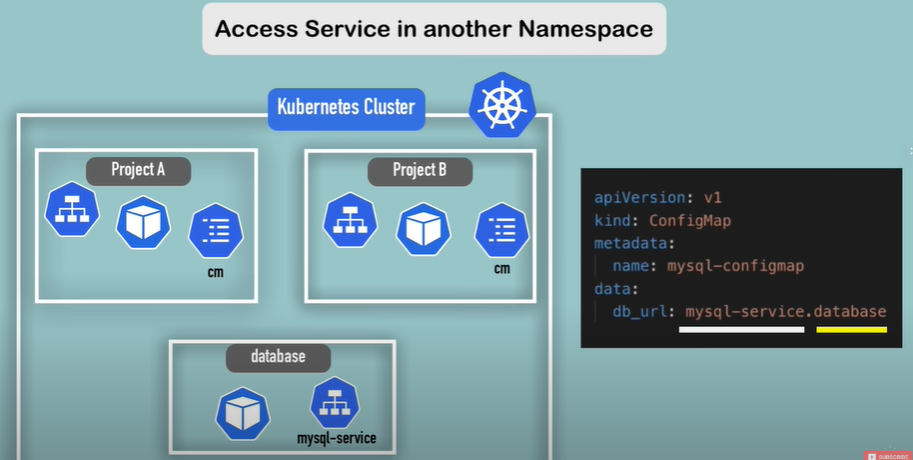 Access Service in another Namespace
Kubernetes Cluster
Project A
cm
Project B
cm
database
mysql-service
apiVersion: v1
kind: ConfigMap
metadata:
name: mysql-configmap
data:
db_url: mysql-service.database
SUBSCRIBE